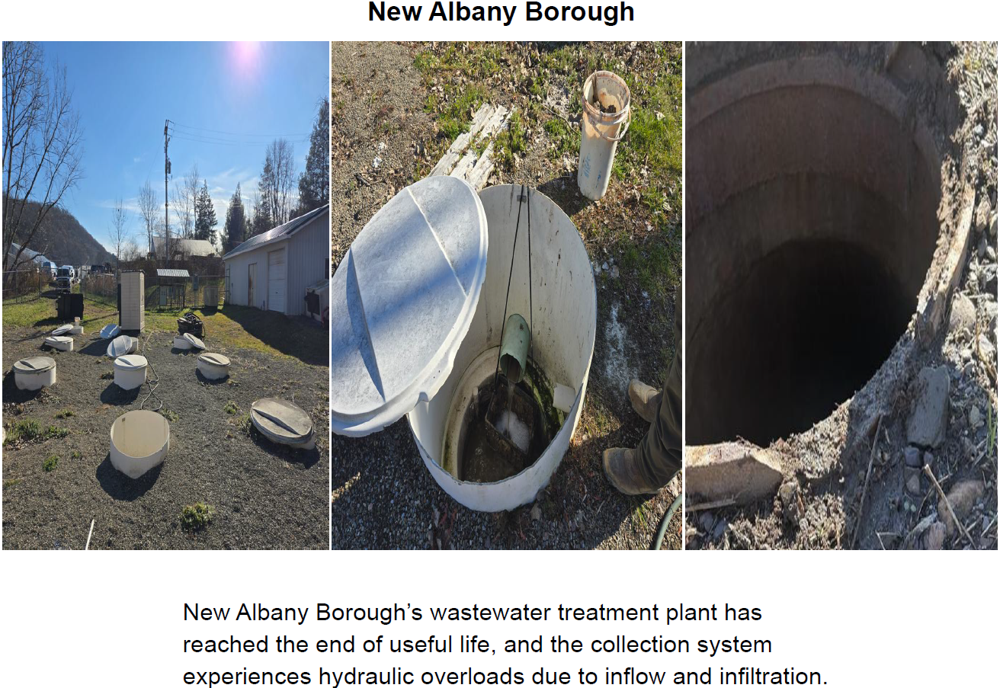 New Albany Borough
New Albany Borough’s wastewater treatment plant has
reached the end of useful life, and the collection system
experiences hydraulic overloads due to inflow and infiltration.